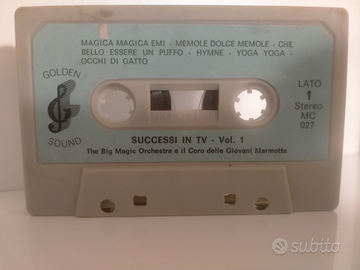 MAGICA MAGICA EMI - MEMOLE DOLCE MEMOLE - CHE
BELLO ESSERE UN PUFFO - HYMNE - YOGA YOGA -
OCCHI DI GATTO
GOLDEN
SOUND
LATO
1
Stereo
MC
027
SUCCESSI IN TV - Vol. 1
The Big Magic Orchestra e il Coro delle Giovani Marmotte
subito